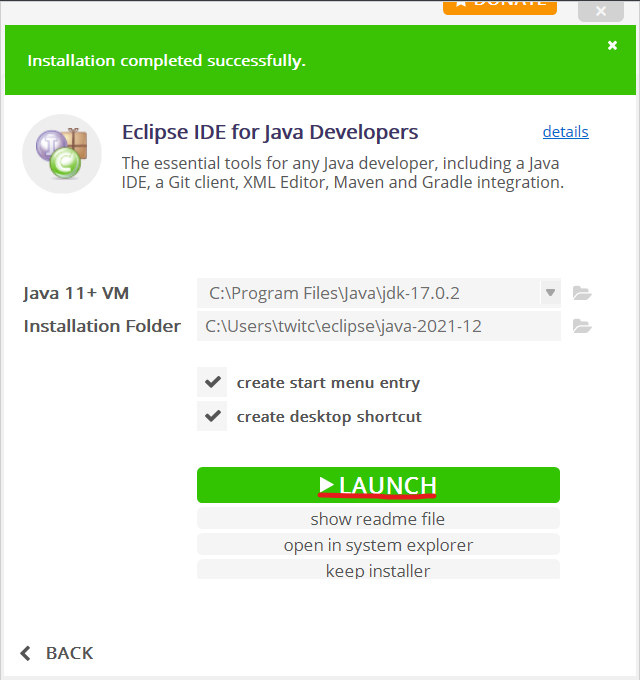 DONATE
Installation completed successfully.
Eclipse IDE for Java Developers
details
The essential tools for any Java developer, including a Java
IDE, a Git client, XML Editor, Maven and Gradle integration.
Java 11+ VM
C:\Program Files\Java\jdk-17.0.2
Installation Folder
C:\Users\twitc\eclipse\java-2021-12
create start menu entry
create desktop shortcut
LAUNCH
show readme file
open in system explorer
keep installer
BACK